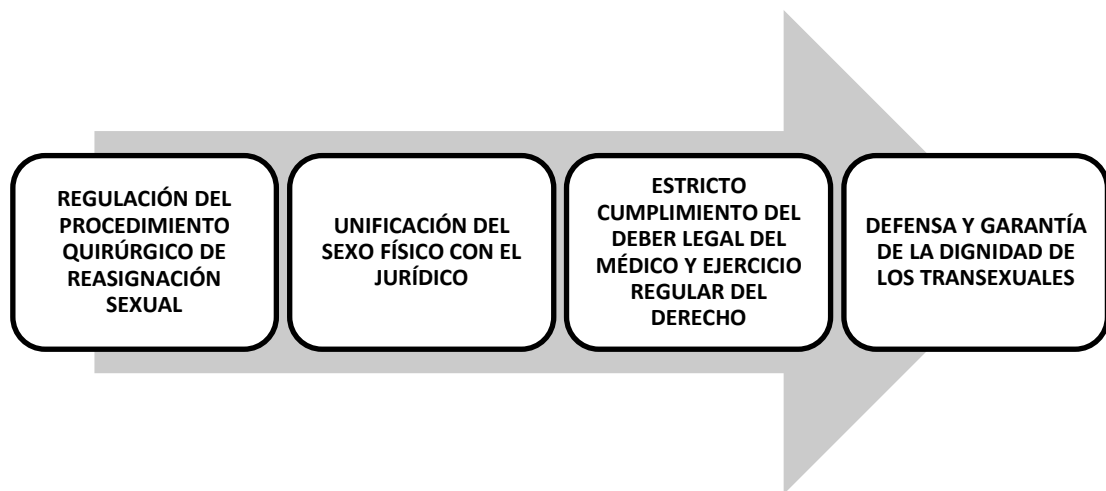 REGULACIÓN DEL
PROCEDIMIENTO
QUIRÚRGICO DE
REASIGNACIÓN
SEXUAL
UNIFICACIÓN DEL
SEXO FÍSICO CON EL
JURÍDICO
ESTRICTO
CUMPLIMIENTO DEL
DEBER LEGAL DEL
MÉDICO Y EJERCICIO
REGULAR DEL
DERECHO
DEFENSA Y GARANTÍA
DE LA DIGNIDAD DE
LOS TRANSEXUALES